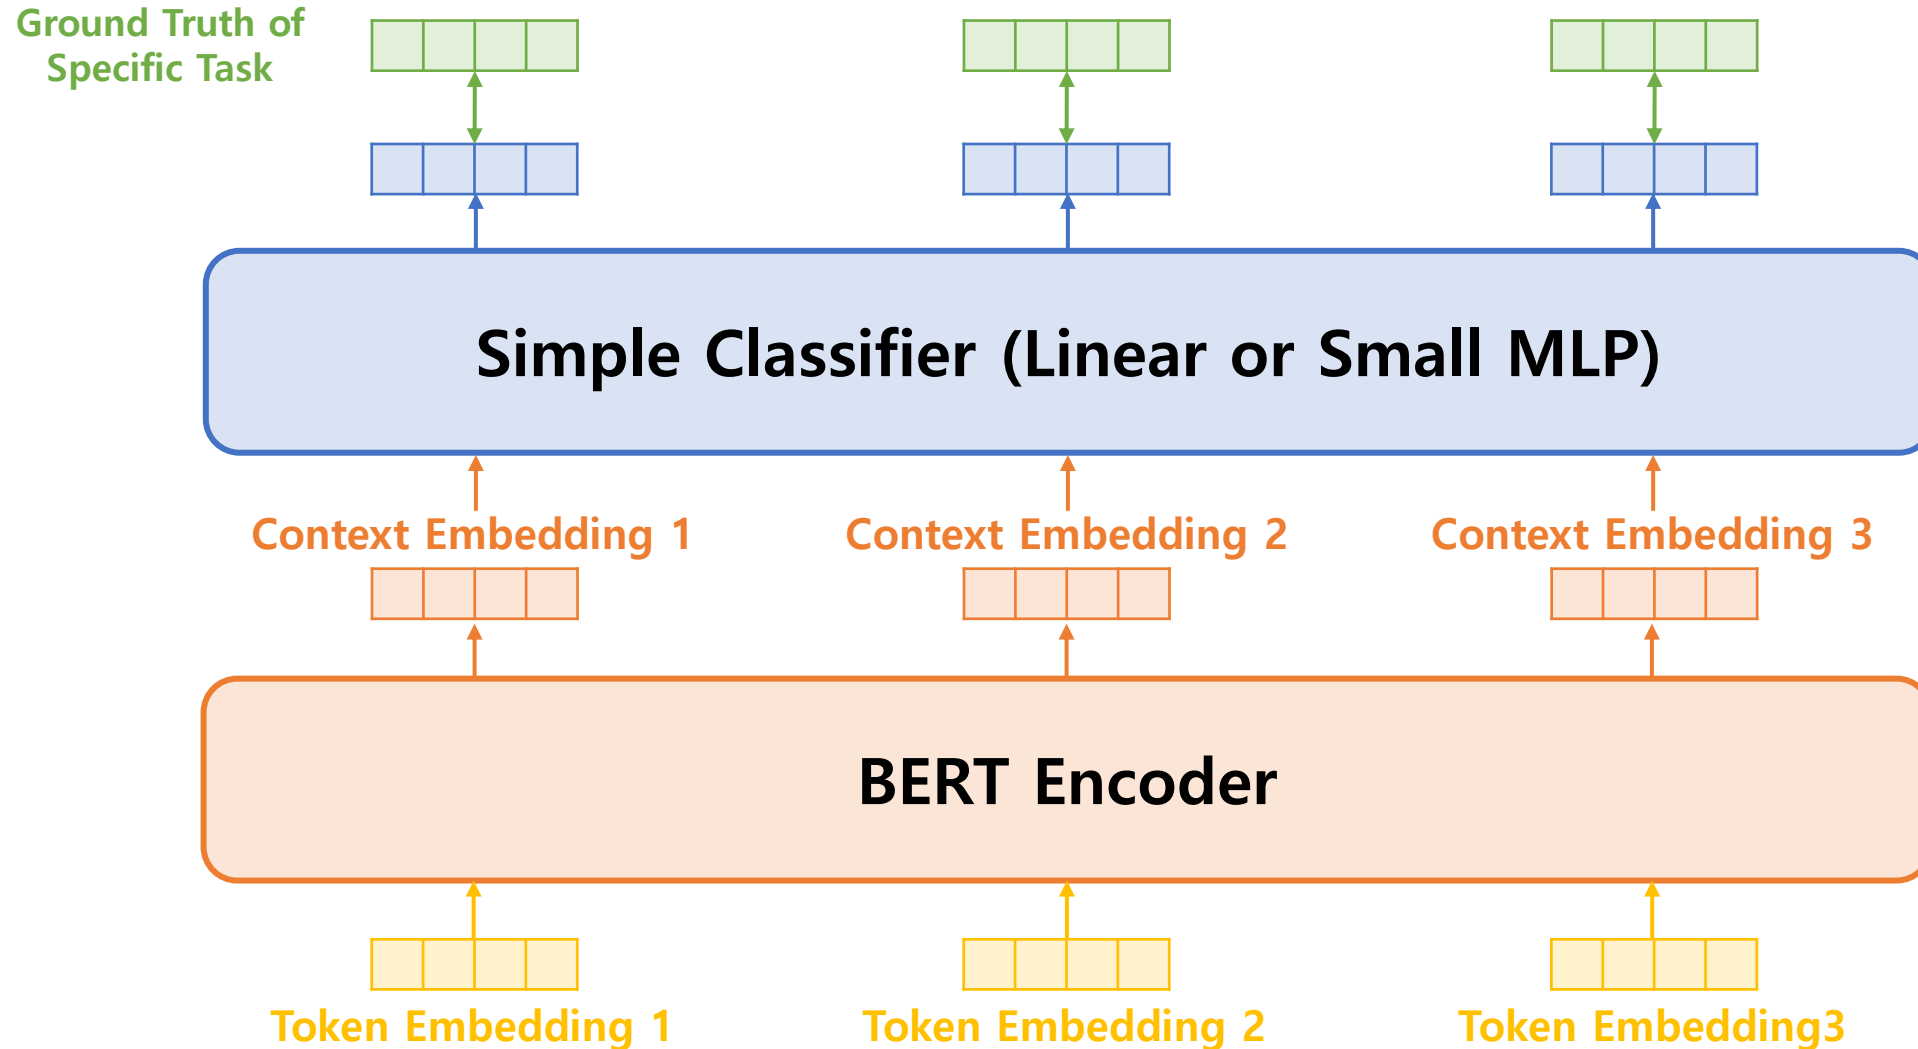 Ground Truth of
Specific Task
Simple Classifier (Linear or Small MLP)
Context Embedding 1
Context Embedding 2
Context Embedding 3
BERT Encoder
Token Embedding 1
Token Embedding 2
Token Embedding3